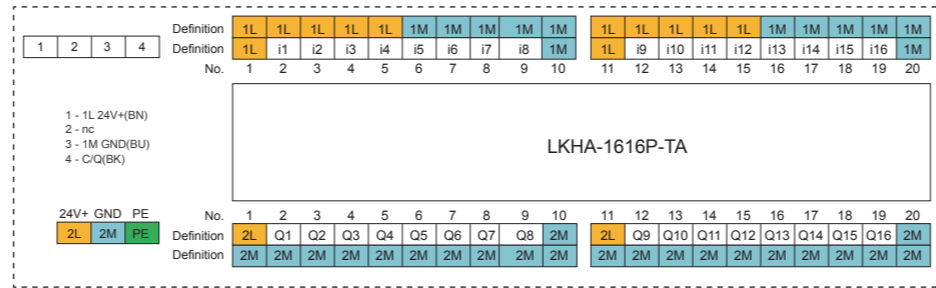 Definition 1L 1L 1L 1L 1L 1M 1M 1M 1M 1M 1L 1L 1L 1L 1L 1M 1M 1M 1M 1M
1 2 3 4 Definition 1L i1 i2 i3 i4 i5 i6 i7 i8 1M 1L i9 i10 i11 i12 i13 i14 i15 i16 1M
No. 1 2 3 4 5 6 7 8 9 10 11 12 13 14 15 16 17 18 19 20
1 - 1L 24V+(BN)
2 - nc
3 - 1M GND(BU)
4 - C/Q(BK)
LKHA-1616P-TA
24V+ GND PE No. 1 2 3 4 5 6 7 8 9 10 11 12 13 14 15 16 17 18 19 20
2L 2M PE Definition 2L Q1 Q2 Q3 Q4 Q5 Q6 Q7 Q8 2M 2L Q9 Q10 Q11 Q12 Q13 Q14 Q15 Q16 2M
Definition 2M 2M 2M 2M 2M 2M 2M 2M 2M 2M 2M 2M 2M 2M 2M 2M 2M 2M 2M 2M